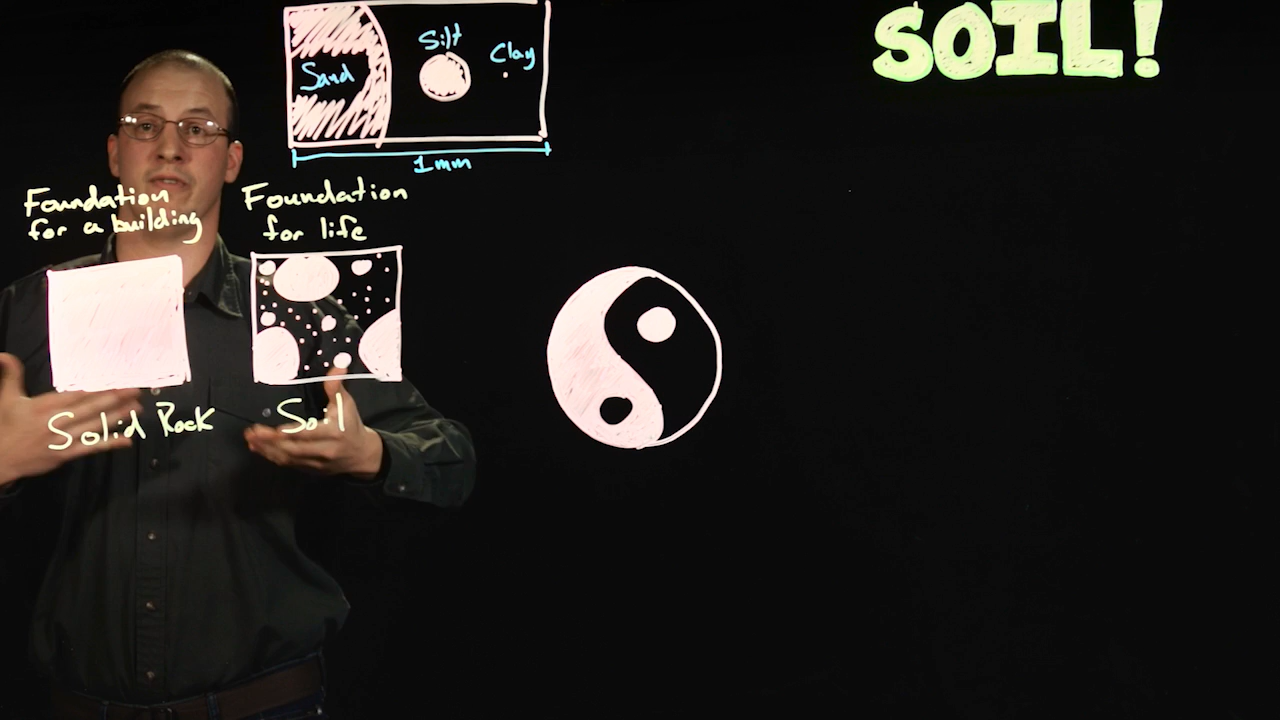 SOIL!
Silt
Clay
Sand
1mm
Foundation
for a building
Foundation
for life
Solid Rock
Soil